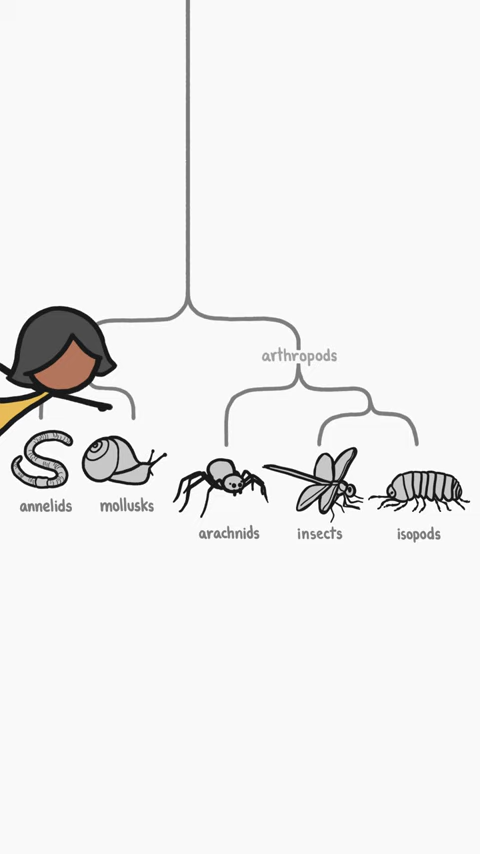 arthropods
annelids
mollusks
arachnids
insects
isopods